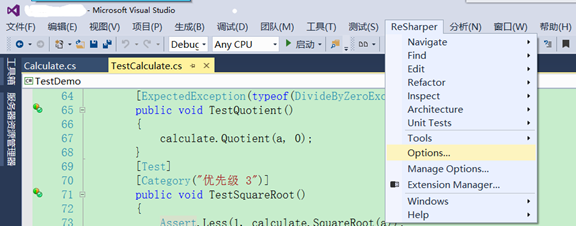 - Microsoft Visual Studio
文件(F) 编辑(E) 视图(V) 项目(P) 生成(B) 调试(D) 团队(M) 工具(T) 测试(S) ReSharper 分析(N) 窗口(W) 帮助(H)
Debug Any CPU 启动
Calculate.cs TestCalculate.cs
TestDemo
工具箱
服务器资源管理器
64 [ExpectedException(typeof(DivideByZeroExc
65 public void TestQuotient()
66 {
67 calculate.Quotient(a, 0);
68 }
69 [Test]
70 [Category("优先级 3")]
71 public void TestSquareRoot()
72 {
73 Assert.Less(1, calculate.SquareRoot(a));
Navigate
Find
Edit
Refactor
Inspect
Architecture
Unit Tests
Tools
Options...
Manage Options...
Extension Manager...
Windows
Help